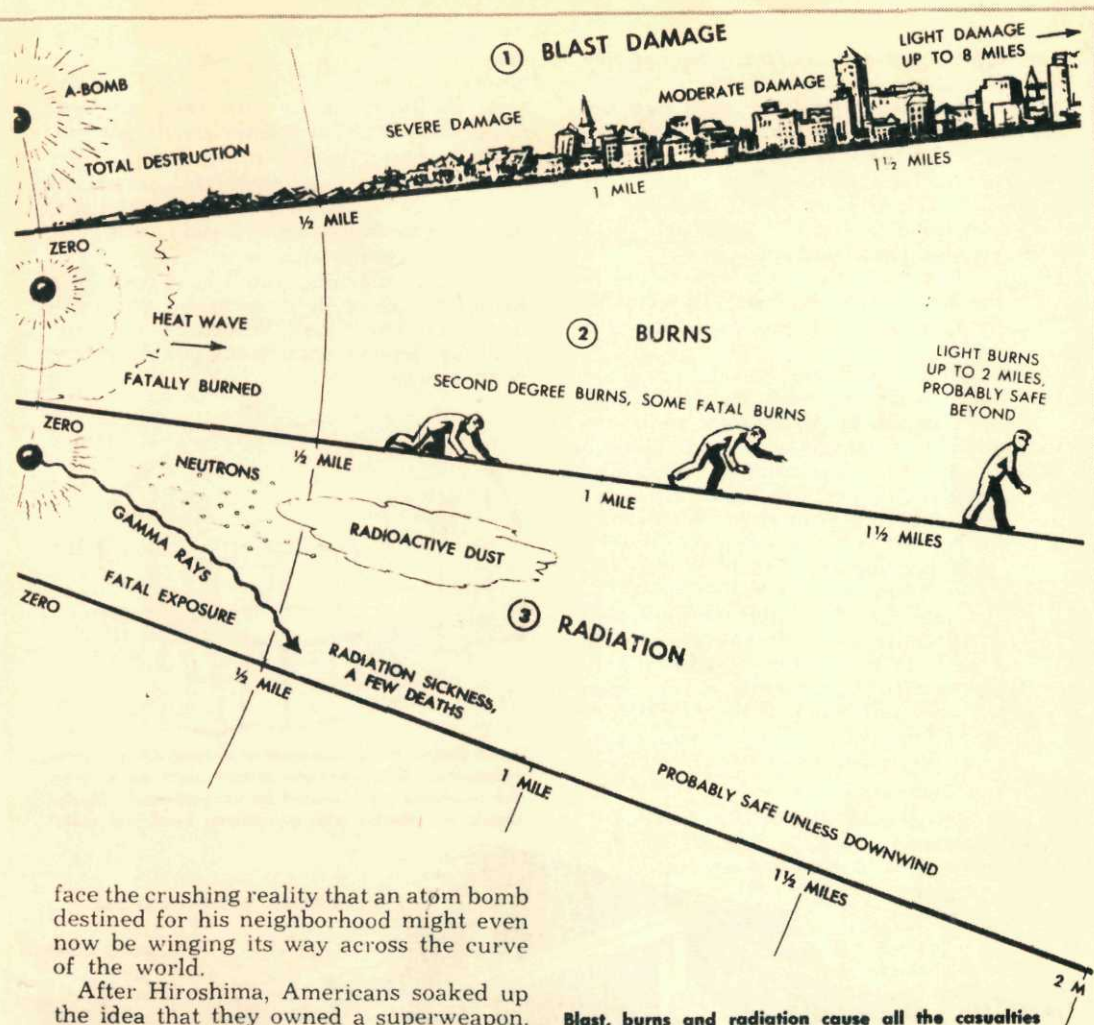 ① BLAST DAMAGE
LIGHT DAMAGE
UP TO 8 MILES
A-BOMB
MODERATE DAMAGE
SEVERE DAMAGE
TOTAL DESTRUCTION
ZERO
½ MILE
1 MILE
1½ MILES
② BURNS
HEAT WAVE
FATALLY BURNED
SECOND DEGREE BURNS, SOME FATAL BURNS
LIGHT BURNS
UP TO 2 MILES,
PROBABLY SAFE
BEYOND
ZERO
½ MILE
1 MILE
1½ MILES
NEUTRONS
RADIOACTIVE DUST
GAMMA RAYS
FATAL EXPOSURE
③ RADIATION
RADIATION SICKNESS,
A FEW DEATHS
PROBABLY SAFE UNLESS DOWNWIND
ZERO
½ MILE
1 MILE
1½ MILES
2 M
face the crushing reality that an atom bomb
destined for his neighborhood might even
now be winging its way across the curve
of the world.
After Hiroshima, Americans soaked up
the idea that they owned a superweapon.
Blast, burns and radiation cause all the casualties